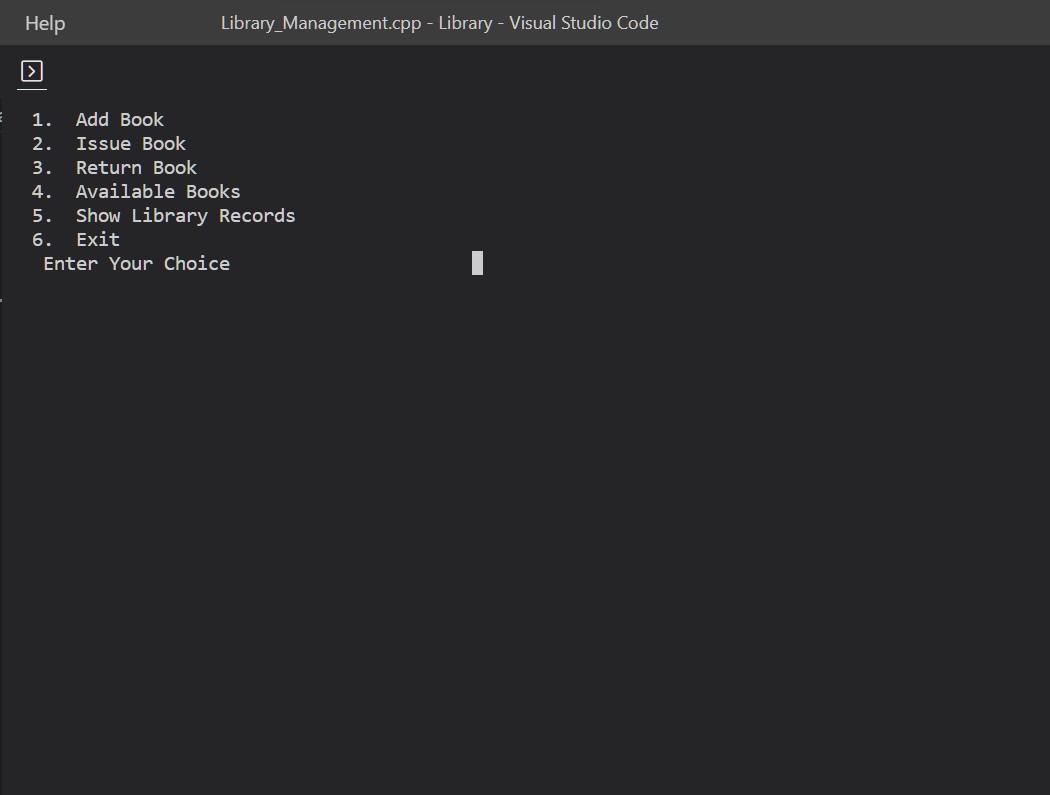 Help Library_Management.cpp - Library - Visual Studio Code
1. Add Book
2. Issue Book
3. Return Book
4. Available Books
5. Show Library Records
6. Exit
Enter Your Choice